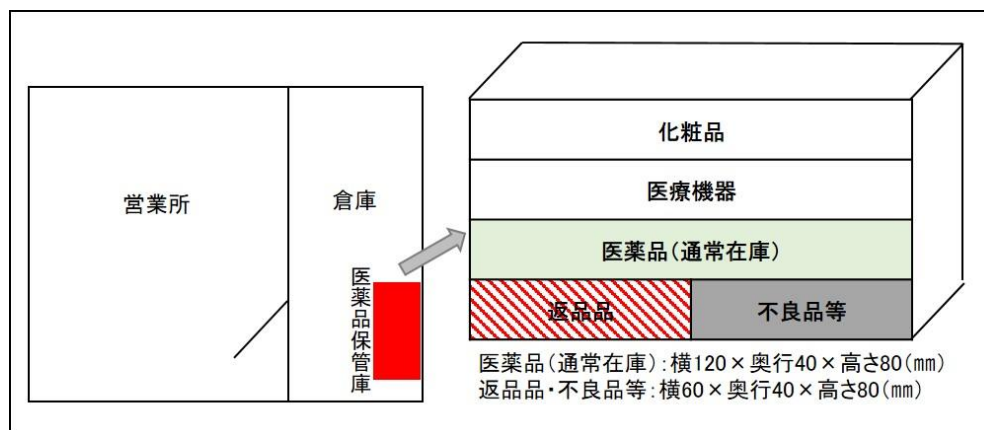 営業所
倉庫
医薬品保管庫
化粧品
医療機器
医薬品(通常在庫)
返品品
不良品等
医薬品(通常在庫):横120×奥行40×高さ80(㎜)
返品品・不良品等:横60×奥行40×高さ80(㎜)